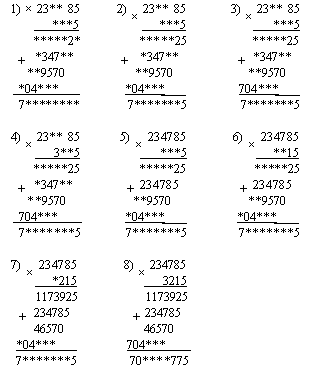 1) × 23** 85 2) × 23** 85 3) × 23** 85
***5 ***5 ***5
*****2* *****25 *****25
+ *347** + *347** + *347**
**9570 **9570 **9570
*04*** *04*** 704***
7******** 7*******5 7*******5
4) × 23** 85 5) × 234785 6) × 234785
3**5 ***5 **15
*****25 *****25 *****25
+ *347** + 234785 + 234785
**9570 **9570 **9570
704*** *04*** *04***
7*******5 7*******5 7*******5
7) × 234785 8) × 234785
*215 3215
1173925 1173925
+ 234785 + 234785
46570 46570
*04*** 704***
7*******5 70****775